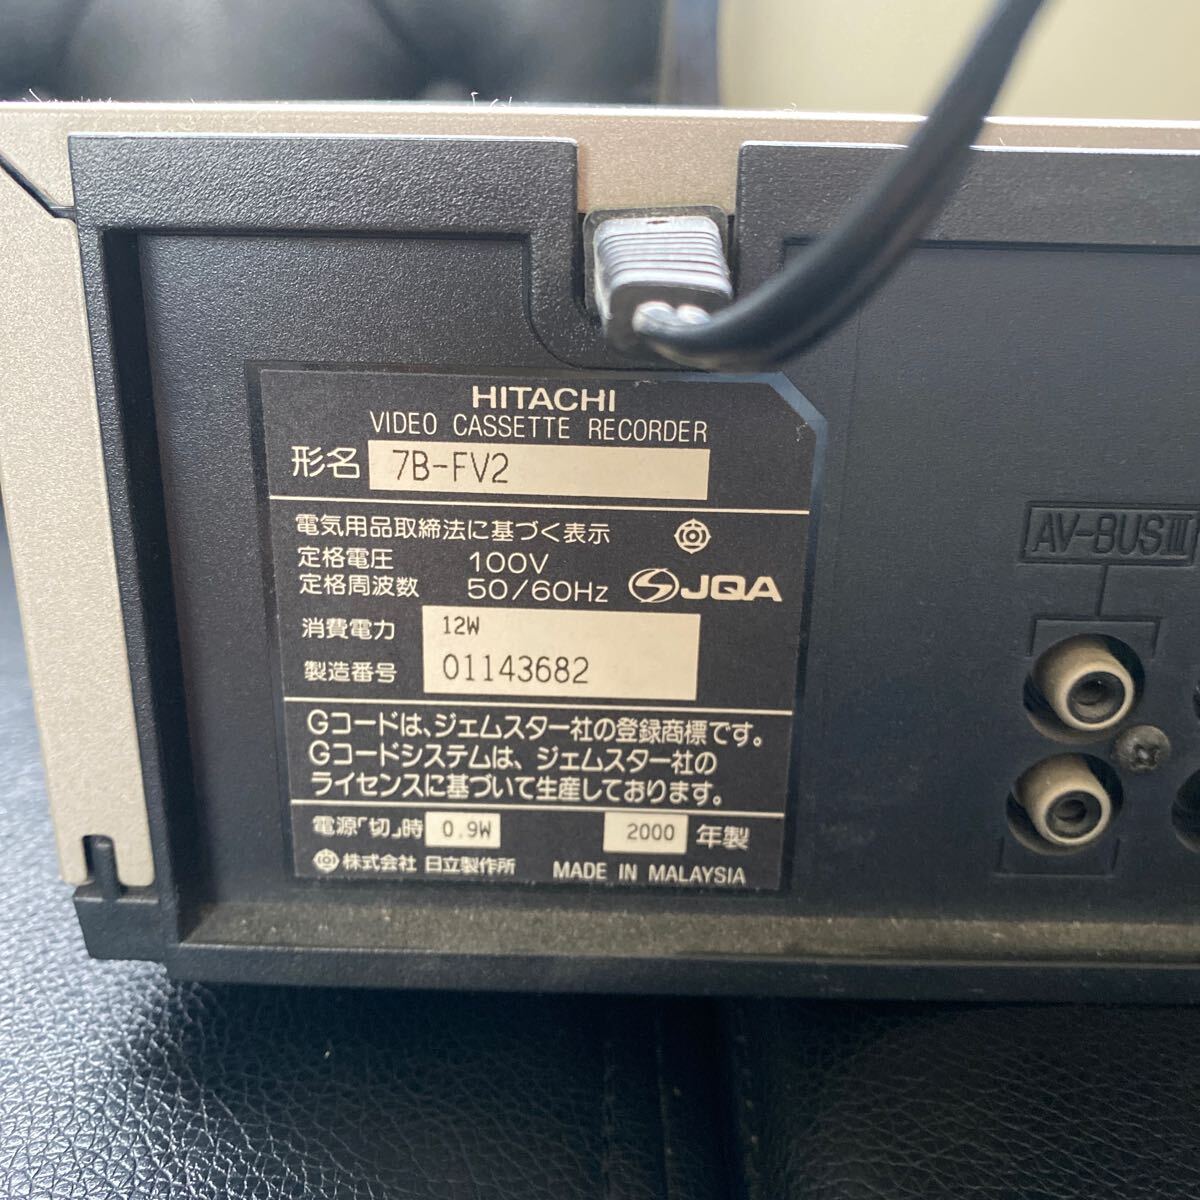 HITACHI
VIDEO CASSETTE RECORDER
形名 7B-FV2
電気用品取締法に基づく表示
定格電圧 100V
定格周波数 50/60Hz
JQA
消費電力 12W
製造番号 01143682
Gコードは、ジェムスター社の登録商標です。
Gコードシステムは、ジェムスター社の
ライセンスに基づいて生産しております。
電源「切」時 0.9W 2000 年製
株式会社 日立製作所 MADE IN MALAYSIA
AV-BUSⅢ